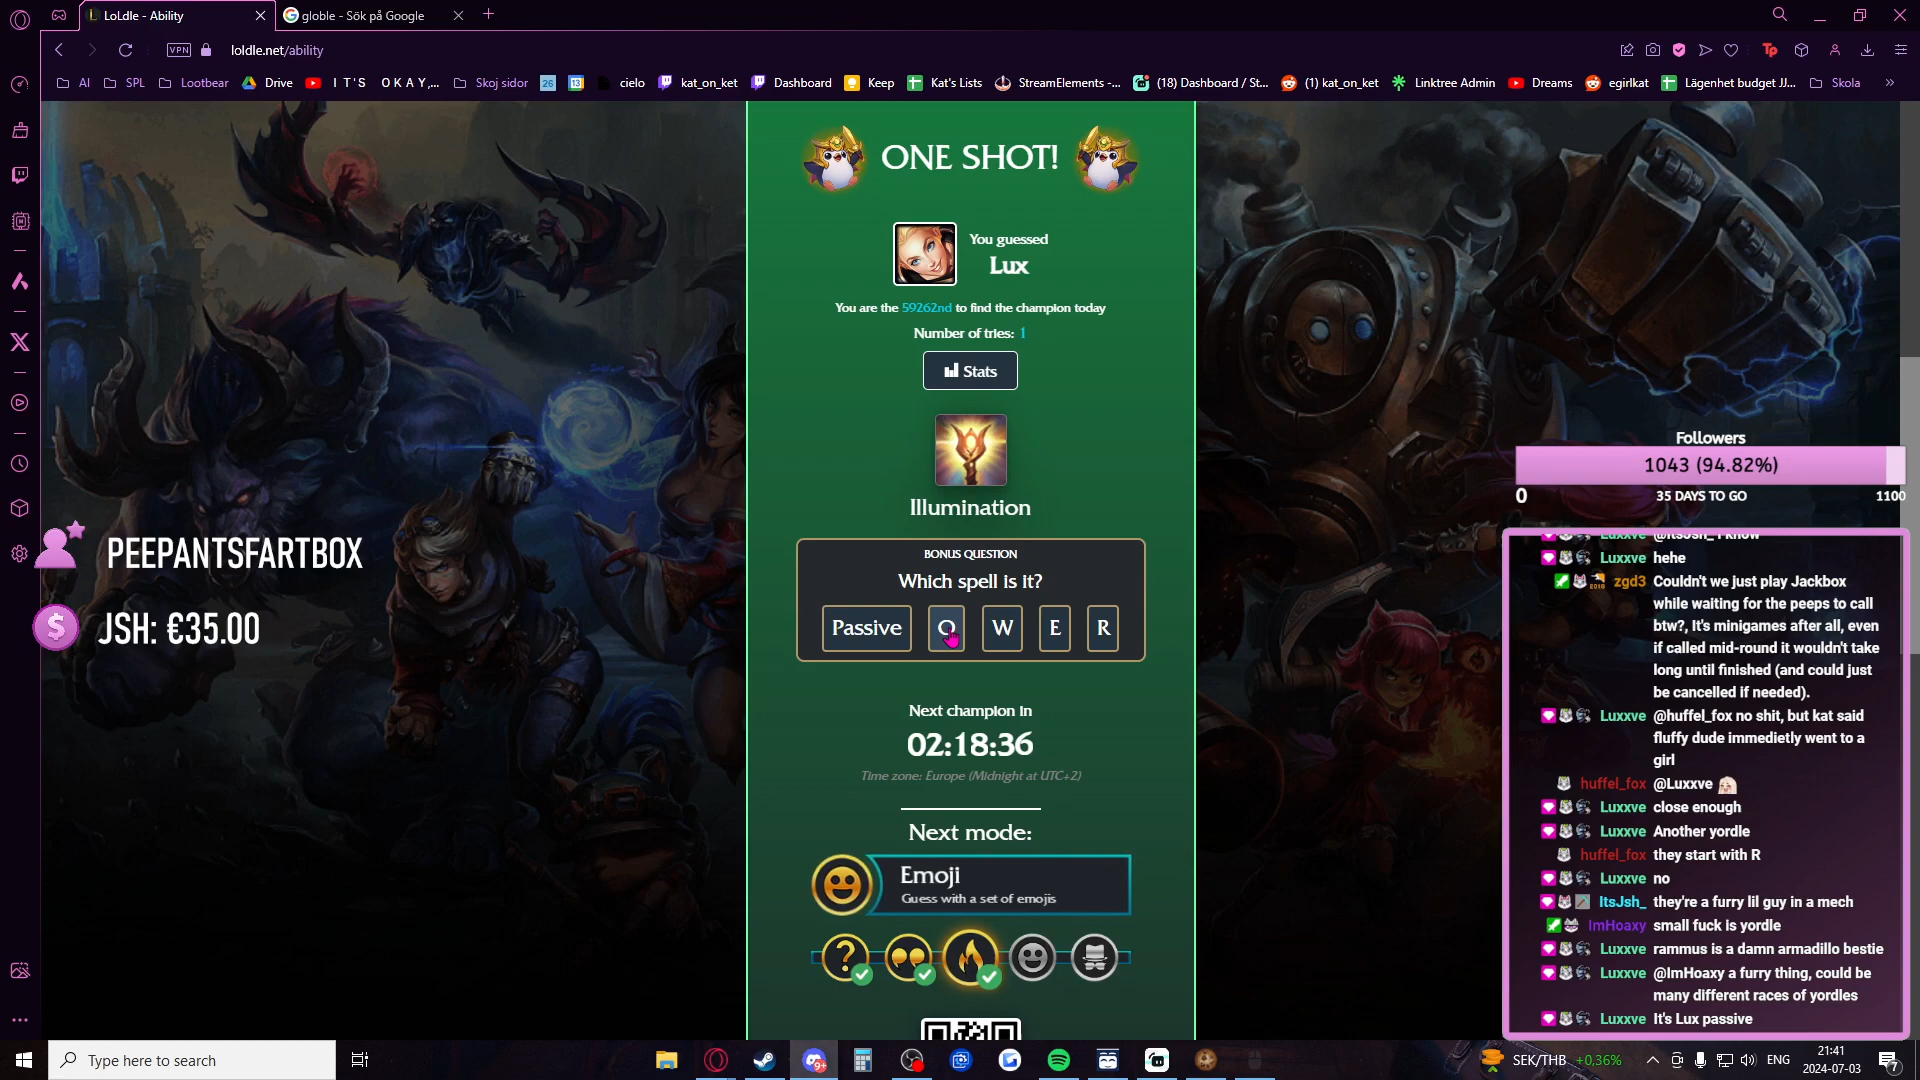 LoLdle - Ability
globle - Sök på Google
VPN
loldle.net/ability
AI
SPL
Lootbear
Drive
I T ' S O K A Y ,...
Skoj sidor
26
13
cielo
kat_on_ket
Dashboard
Keep
Kat's Lists
StreamElements -...
(18) Dashboard / St...
(1) kat_on_ket
Linktree Admin
Dreams
egirlkat
Lägenhet budget JJ...
Skola
ONE SHOT!
You guessed
Lux
You are the 59262nd to find the champion today
Number of tries: 1
Stats
Illumination
BONUS QUESTION
Which spell is it?
Passive Q W E R
Next champion in
02:18:36
Time zone: Europe (Midnight at UTC+2)
Next mode:
Emoji
Guess with a set of emojis
PEEPANTSFARTBOX
JSH: €35.00
Followers
1043 (94.82%)
0 35 DAYS TO GO 1100
Luxxve @ItsJsh_ I know
Luxxve hehe
zgd3 Couldn't we just play Jackbox
while waiting for the peeps to call
btw?, It's minigames after all, even
if called mid-round it wouldn't take
long until finished (and could just
be cancelled if needed).
Luxxve @huffel_fox no shit, but kat said
fluffy dude immedietly went to a
girl
huffel_fox @Luxxve
Luxxve close enough
Luxxve Another yordle
huffel_fox they start with R
Luxxve no
ItsJsh_ they're a furry lil guy in a mech
ImHoaxy small fuck is yordle
Luxxve rammus is a damn armadillo bestie
Luxxve @ImHoaxy a furry thing, could be
many different races of yordles
Luxxve It's Lux passive
Type here to search
9+
SEK/THB +0,36%
ENG
21:41
2024-07-03
7